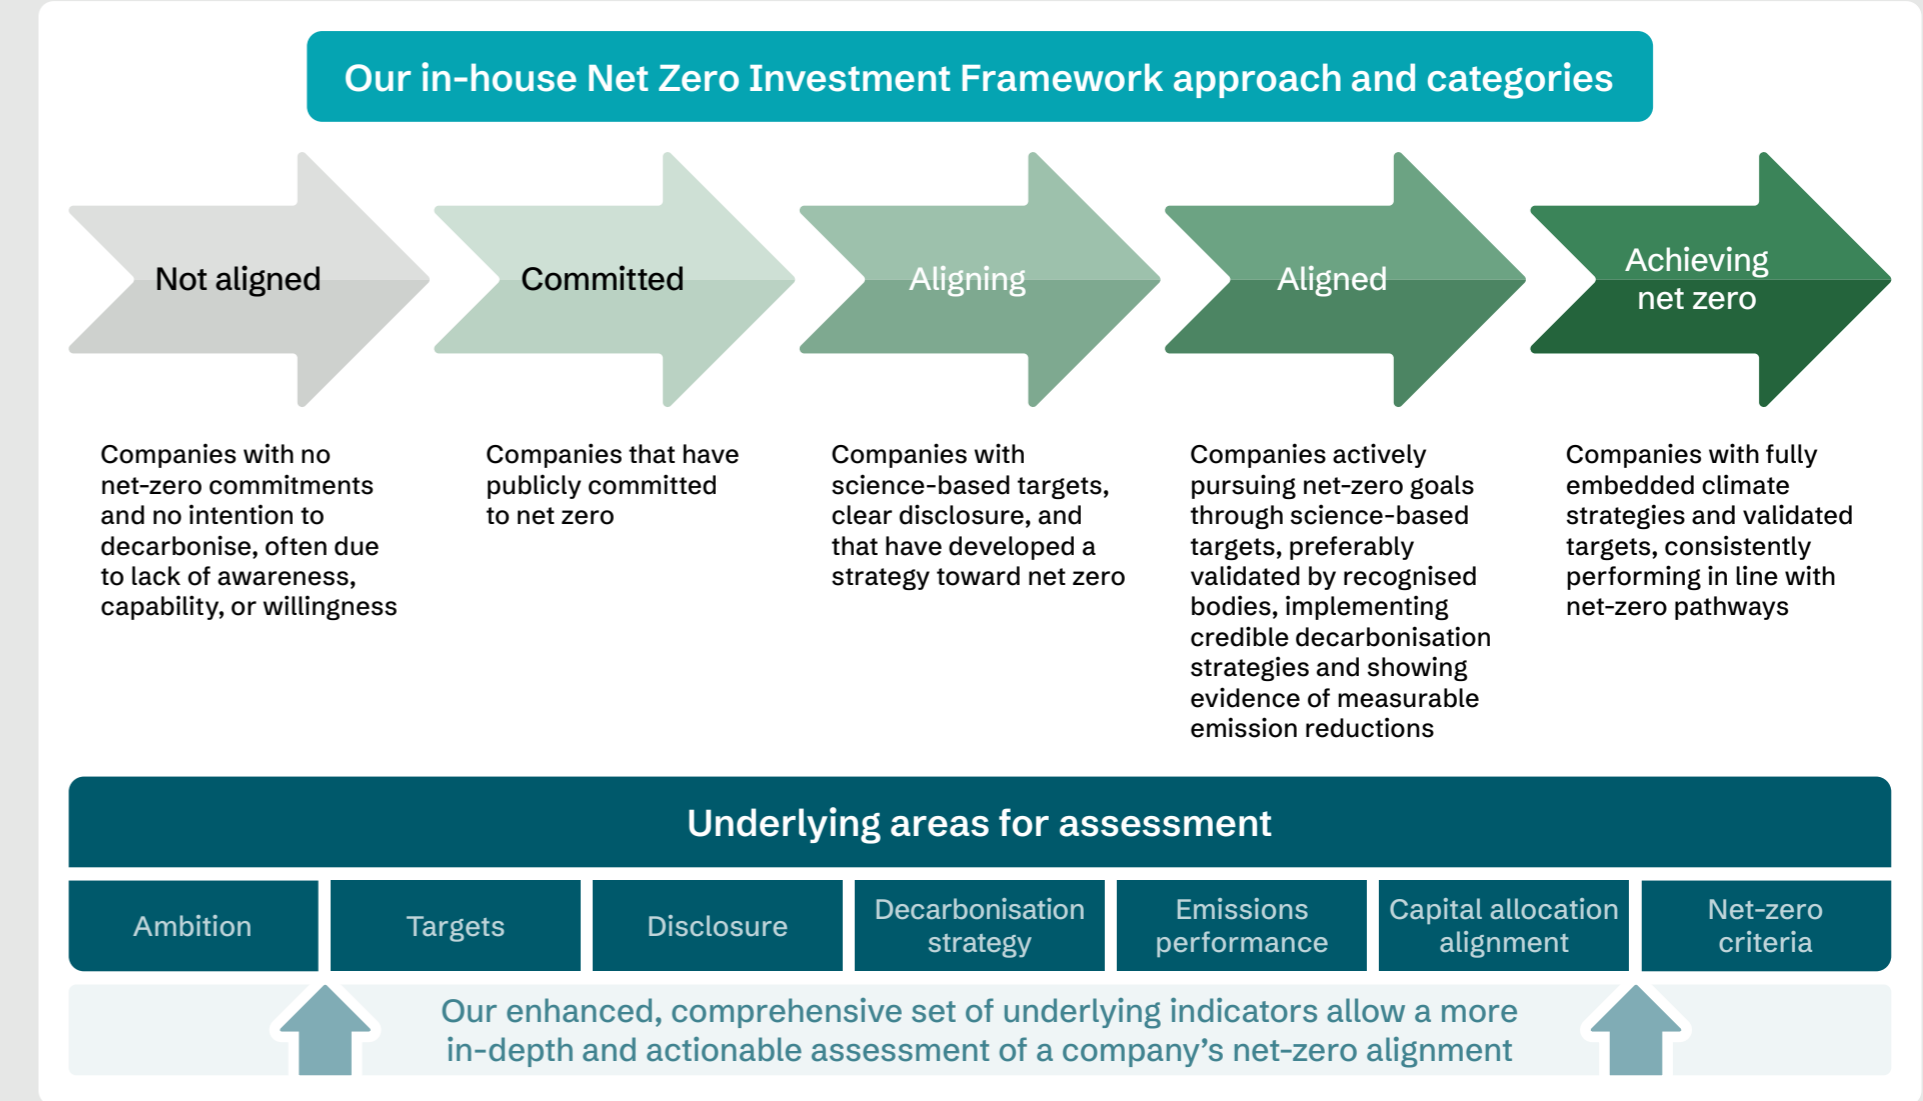 Our in-house Net Zero Investment Framework approach and categories
Not aligned
Committed
Aligning
Aligned
Achieving
net zero
Companies with no
net-zero commitments
and no intention to
decarbonise, often due
to lack of awareness,
capability, or willingness
Companies that have
publicly committed
to net zero
Companies with
science-based targets,
clear disclosure, and
that have developed a
strategy toward net zero
Companies actively
pursuing net-zero goals
through science-based
targets, preferably
validated by recognised
bodies, implementing
credible decarbonisation
strategies and showing
evidence of measurable
emission reductions
Companies with fully
embedded climate
strategies and validated
targets, consistently
performing in line with
net-zero pathways
Underlying areas for assessment
Ambition
Targets
Disclosure
Decarbonisation
strategy
Emissions
performance
Capital allocation
alignment
Net-zero
criteria
Our enhanced, comprehensive set of underlying indicators allow a more
in-depth and actionable assessment of a company’s net-zero alignment